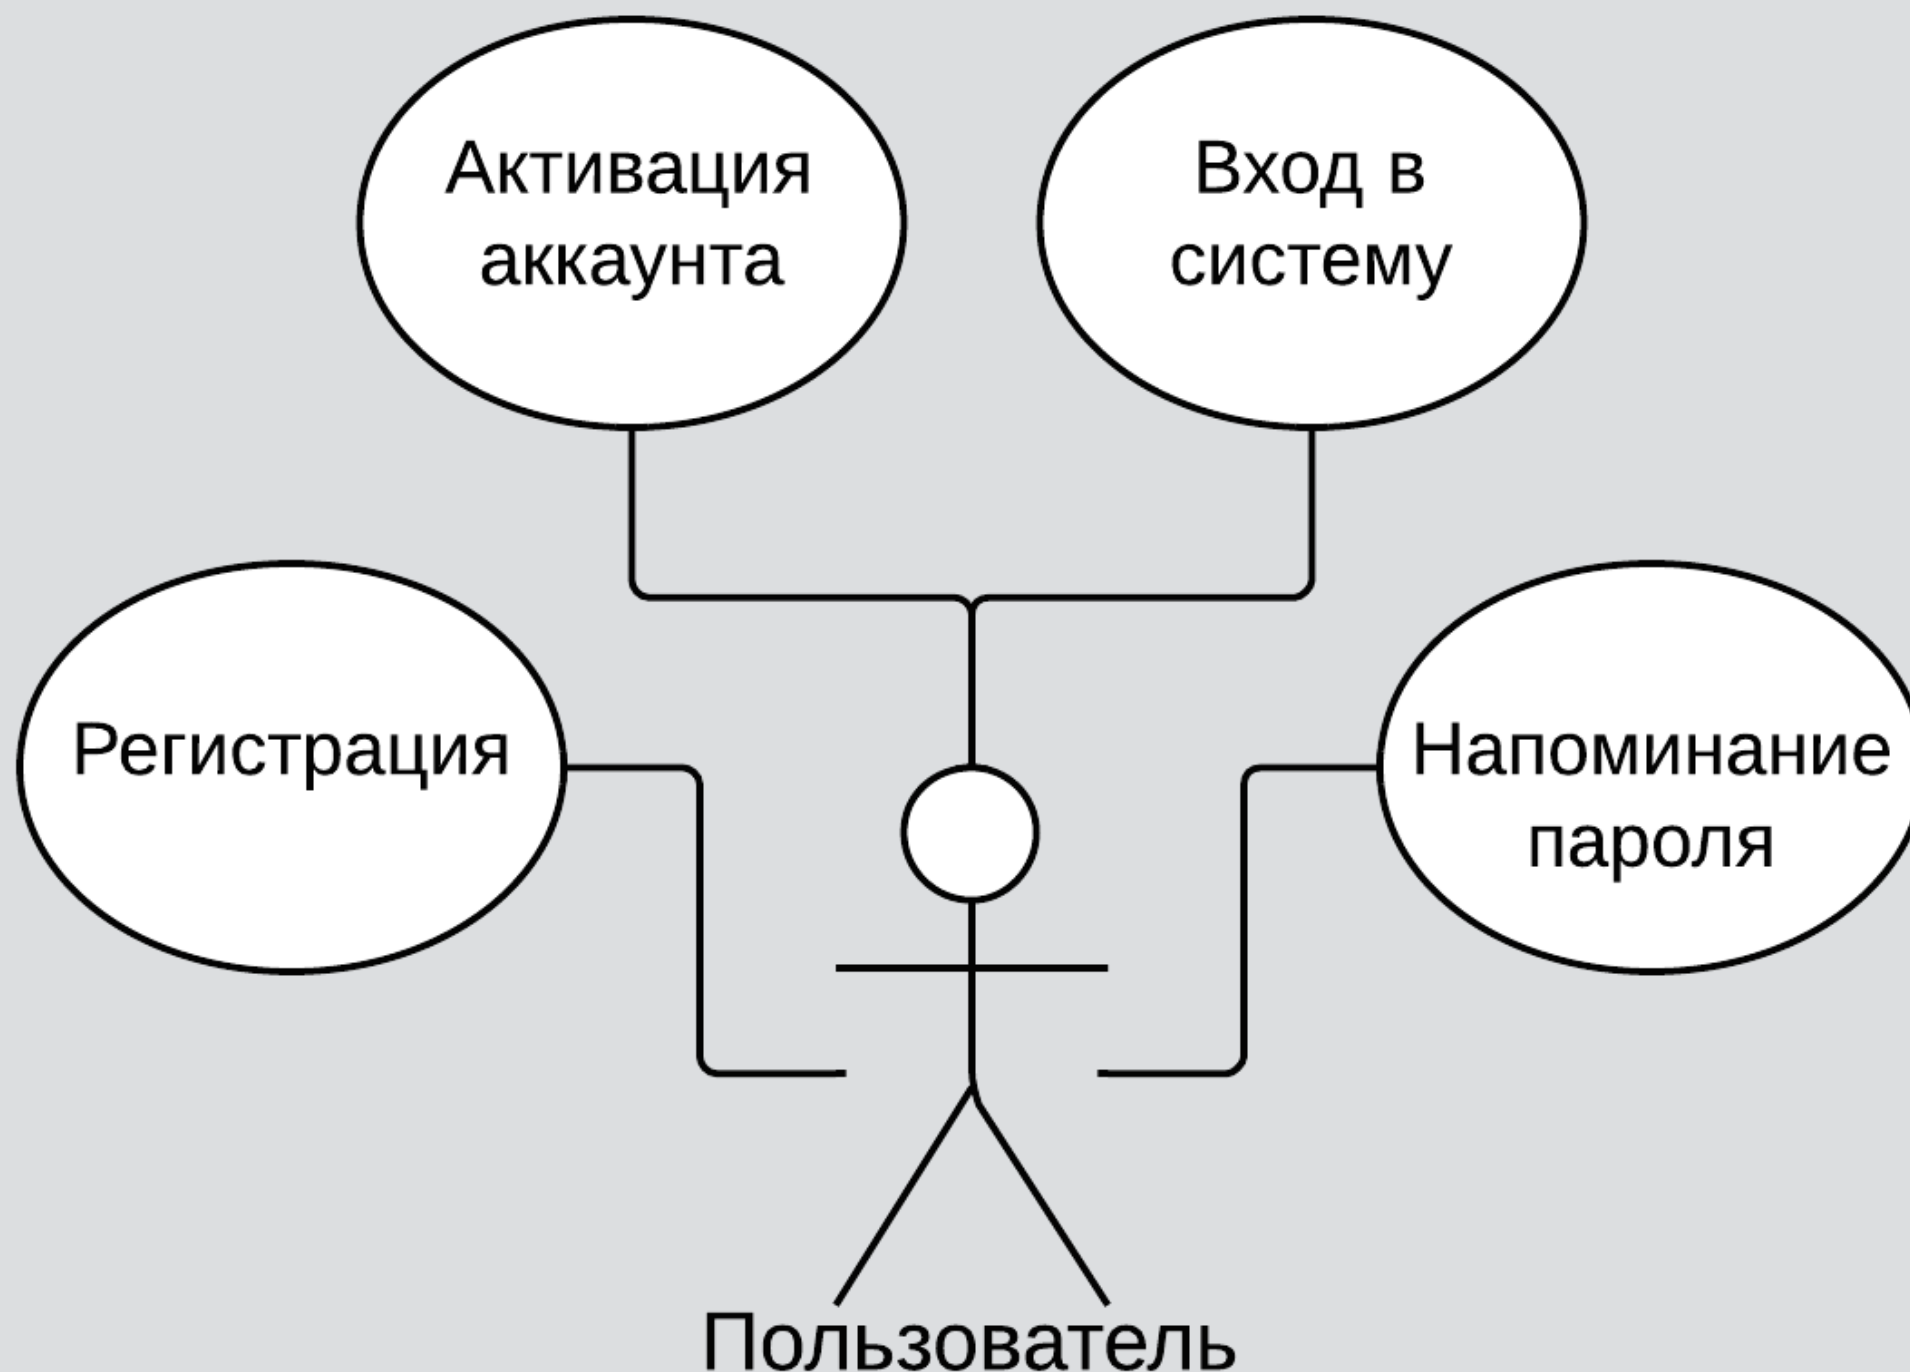 Активация
аккаунта
Вход в
систему
Регистрация
Напоминание
пароля
Пользователь